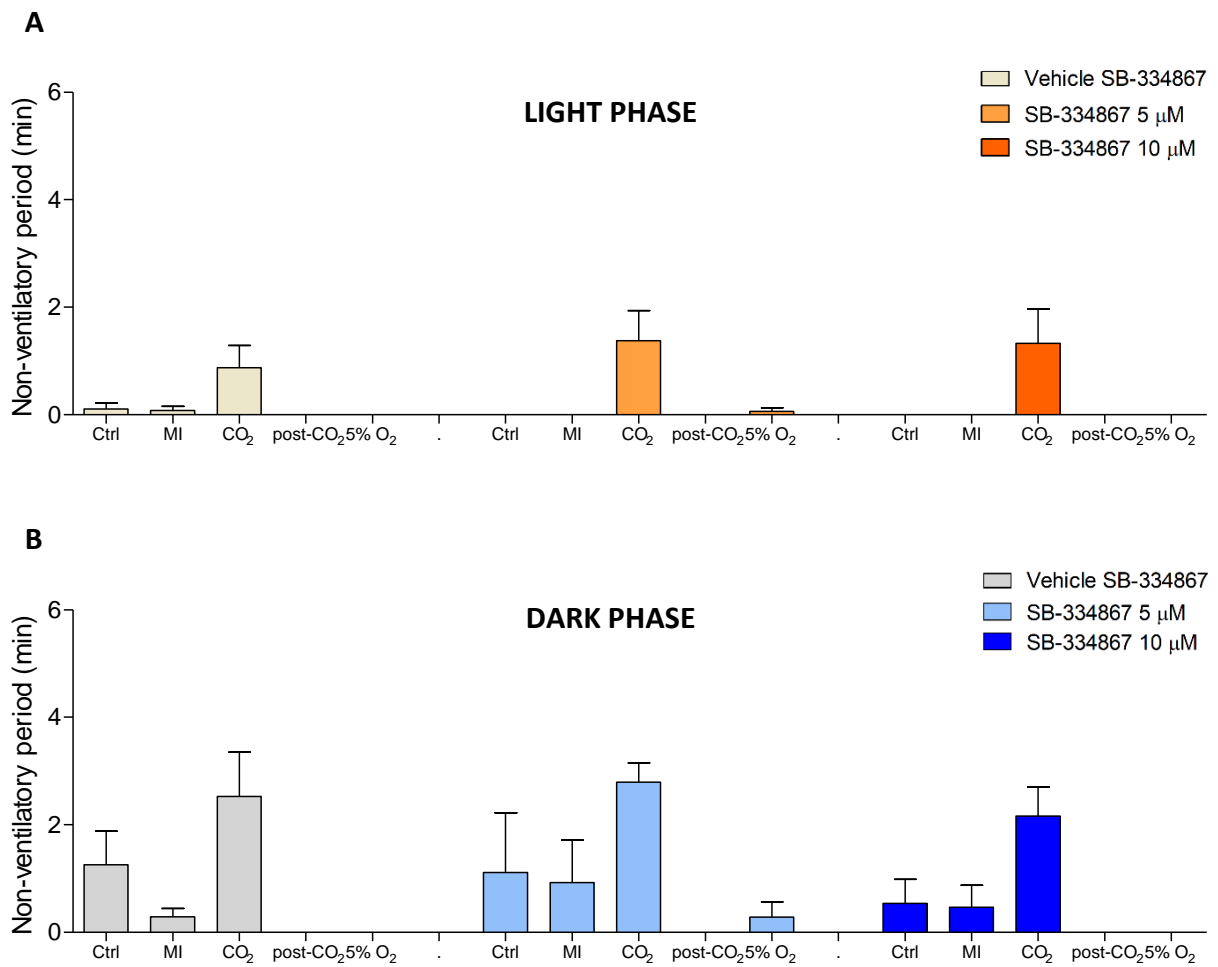 A
LIGHT PHASE
Vehicle SB-334867
SB-334867 5 μM
SB-334867 10 μM
Non-ventilatory period (min)
6
4
2
0
Ctrl MI CO₂ post-CO₂ 5% O₂ . Ctrl MI CO₂ post-CO₂ 5% O₂ . Ctrl MI CO₂ post-CO₂ 5% O₂
B
DARK PHASE
Vehicle SB-334867
SB-334867 5 μM
SB-334867 10 μM
Non-ventilatory period (min)
6
4
2
0
Ctrl MI CO₂ post-CO₂ 5% O₂ . Ctrl MI CO₂ post-CO₂ 5% O₂ . Ctrl MI CO₂ post-CO₂ 5% O₂